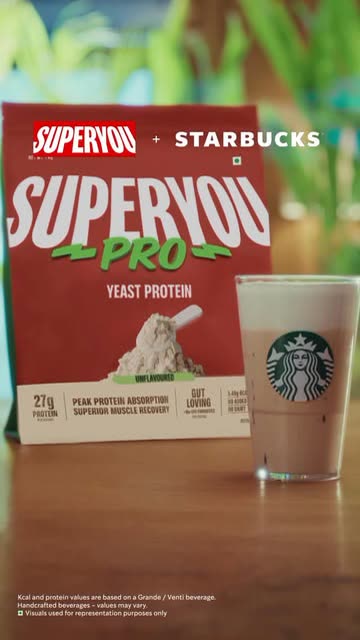 SUPERYOU + STARBUCKS
SUPERYOU
PRO
YEAST PROTEIN
UNFLAVOURED
27g
PROTEIN
PEAK PROTEIN ABSORPTION
SUPERIOR MUSCLE RECOVERY
GUT
LOVING
Kcal and protein values are based on a Grande / Venti beverage.
Handcrafted beverages – values may vary.
Visuals used for representation purposes only